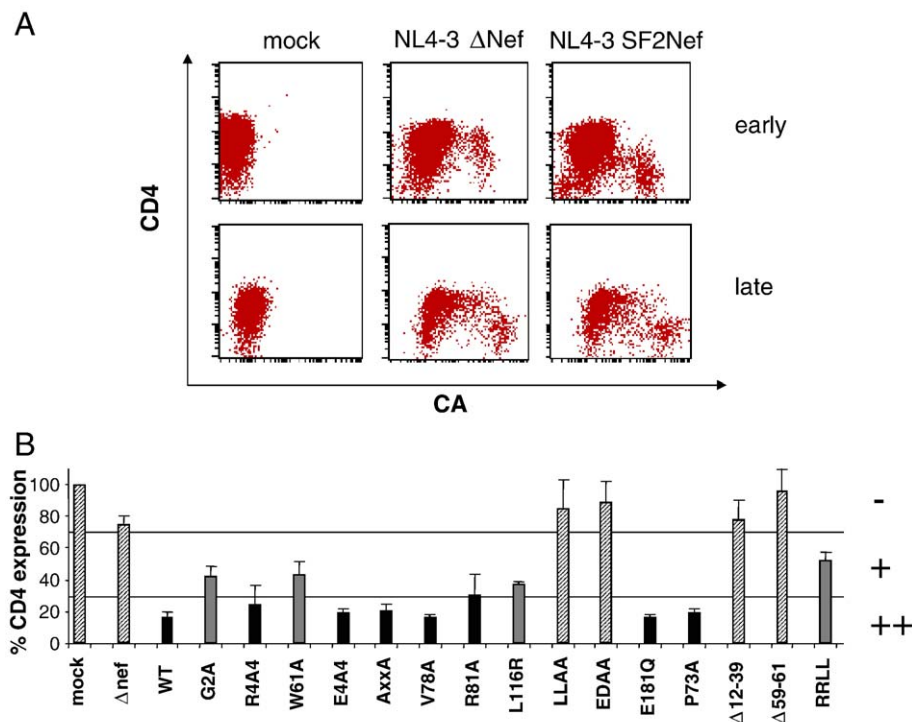 A
mock NL4-3 ΔNef NL4-3 SF2Nef
early
CD4
late
CA
B
% CD4 expression
100
80
60
40
20
0
-
+
++
mock Δnef WT G2A R4A4 W61A E4A4 AxxA V78A R81A L116R LLAA EDAA E181Q P73A Δ12-39 Δ59-61 RRLL